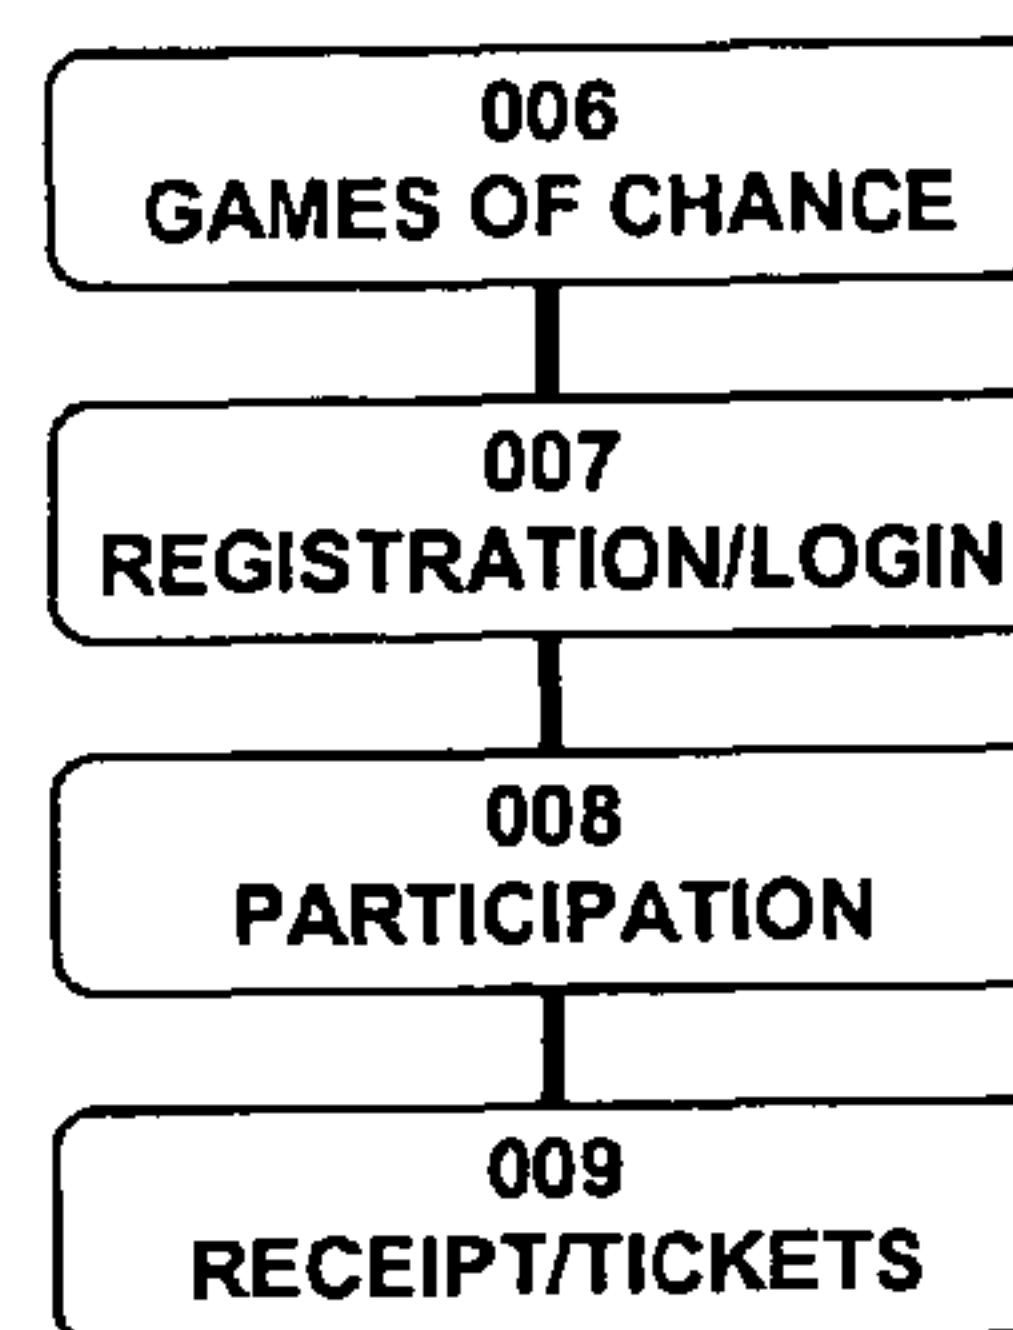 006
GAMES OF CHANCE
007
REGISTRATION/LOGIN
008
PARTICIPATION
009
RECEIPT/TICKETS